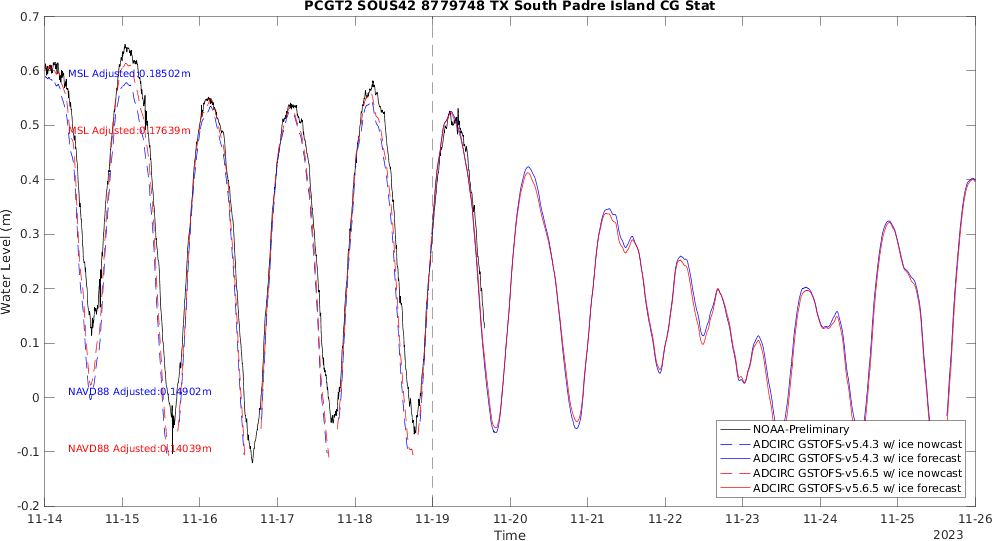 PCGT2 SOUS42 8779748 TX South Padre Island CG Stat
0.7
0.6
0.5
0.4
0.3
0.2
0.1
0
-0.1
-0.2
Water Level (m)
MSL Adjusted:0.18502m
MSL Adjusted:0.17639m
NAVD88 Adjusted:0.14902m
NAVD88 Adjusted:0.14039m
NOAA-Preliminary
ADCIRC GSTOFS-v5.4.3 w/ ice nowcast
ADCIRC GSTOFS-v5.4.3 w/ ice forecast
ADCIRC GSTOFS-v5.6.5 w/ ice nowcast
ADCIRC GSTOFS-v5.6.5 w/ ice forecast
11-14 11-15 11-16 11-17 11-18 11-19 11-20 11-21 11-22 11-23 11-24 11-25 11-26
Time
2023